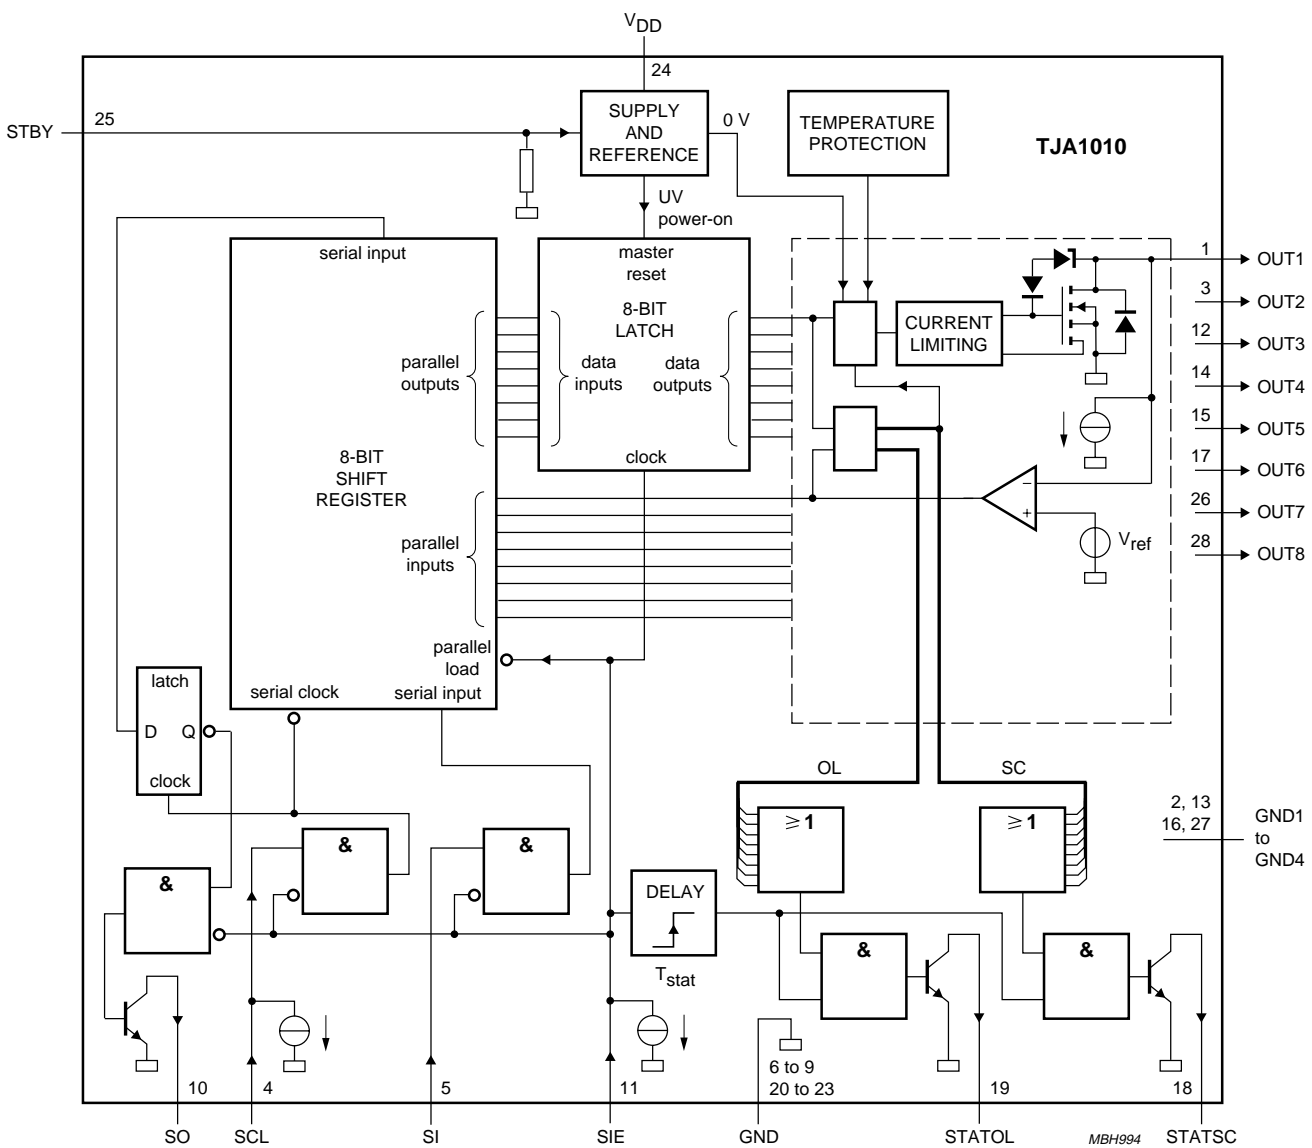 VDD
24
STBY
25
SUPPLY
AND
REFERENCE
0 V
TEMPERATURE
PROTECTION
TJA1010
UV
power-on
serial input
master
reset
8-BIT
LATCH
parallel
outputs
data
inputs
data
outputs
clock
CURRENT
LIMITING
1
OUT1
3
OUT2
12
OUT3
14
OUT4
15
OUT5
17
OUT6
26
OUT7
28
OUT8
8-BIT
SHIFT
REGISTER
parallel
inputs
−
+
Vref
parallel
load
serial clock
serial input
latch
D
Q
clock
OL
SC
≥1
≥1
2, 13
16, 27
GND1
to
GND4
&
&
&
DELAY
Tstat
&
&
6 to 9
20 to 23
10
4
5
11
19
18
SO
SCL
SI
SIE
GND
STATOL
MBH994
STATSC